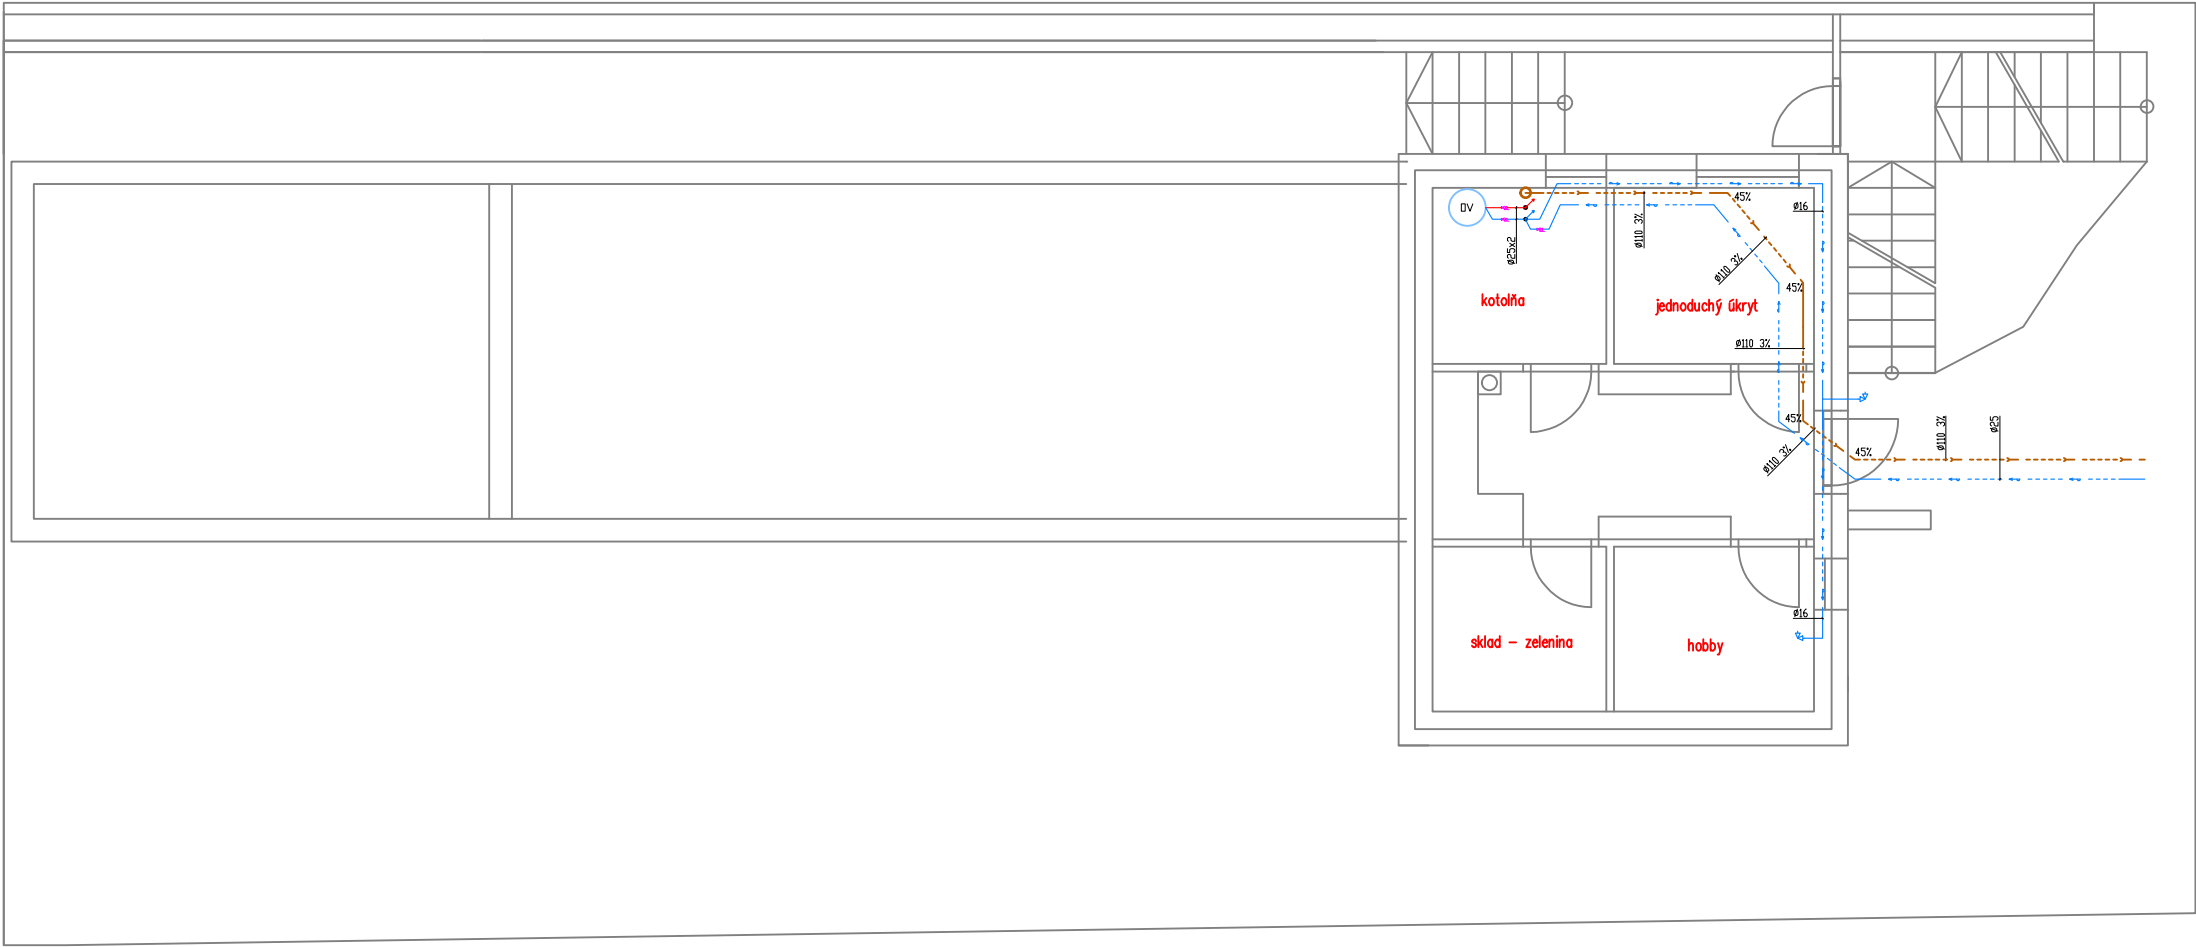 45%
OV
Ø16
Ø110 3%
Ø25x2
Ø110 3%
45%
kotolňa
jednoduchý úkryt
Ø110 3%
45%
Ø110 3%
Ø25
45%
Ø110 3%
Ø16
sklad – zelenina
hobby